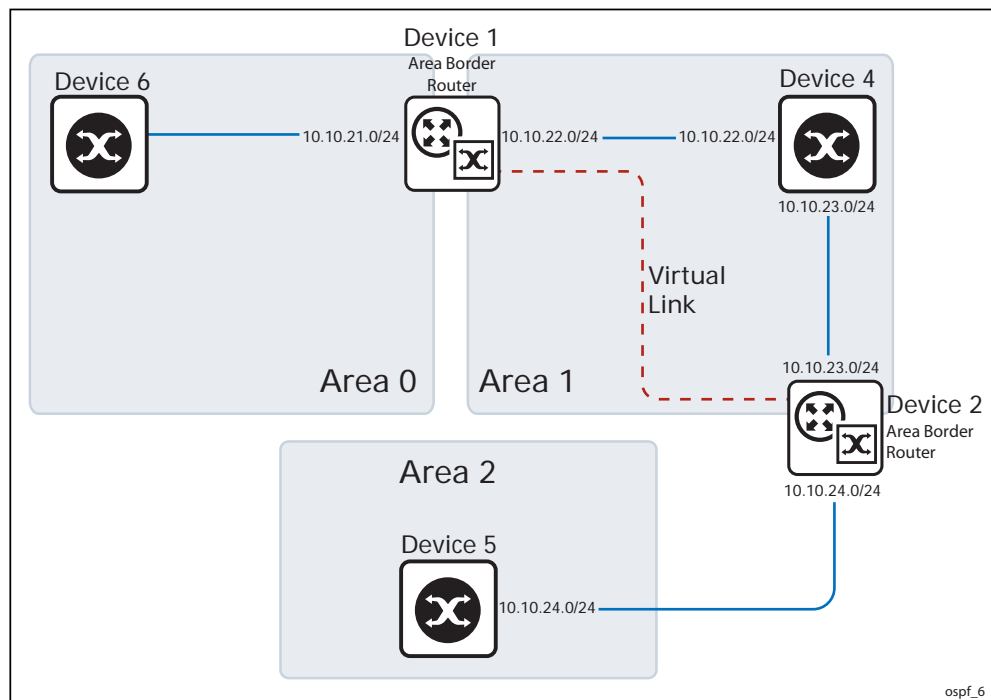 Device 1
Area Border
Router
Device 6
Device 4
10.10.21.0/24
10.10.22.0/24
10.10.22.0/24
10.10.23.0/24
Virtual
Link
10.10.23.0/24
Area 0
Area 1
Device 2
Area Border
Router
Area 2
10.10.24.0/24
Device 5
10.10.24.0/24
ospf_6